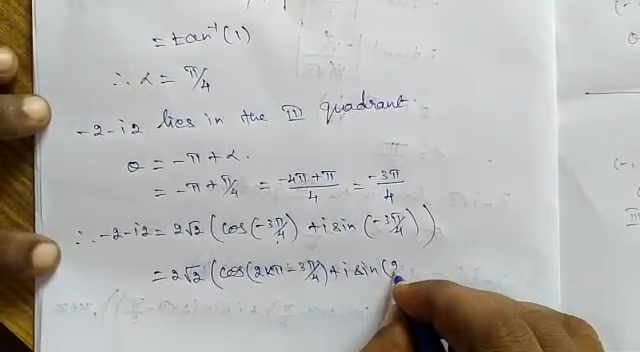 = tan⁻¹(1)
∴ α = π/4
-2-i2 lies in the III quadrant.
θ = -π + α.
= -π + π/4 = -4π+π/4 = -3π/4
∴ -2-i2 = 2√2 (cos(-3π/4) + i sin(-3π/4))
= 2√2 (cos(2kπ-3π/4) + i sin(2